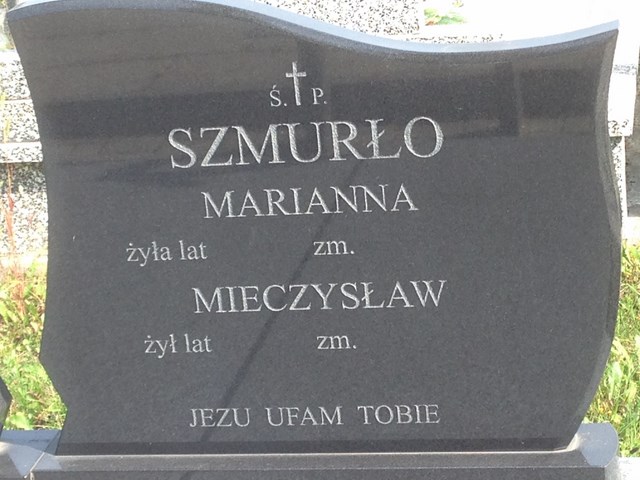 Ś. P.
SZMURŁO
MARIANNA
żyła lat zm.
MIECZYSŁAW
żył lat zm.
JEZU UFAM TOBIE